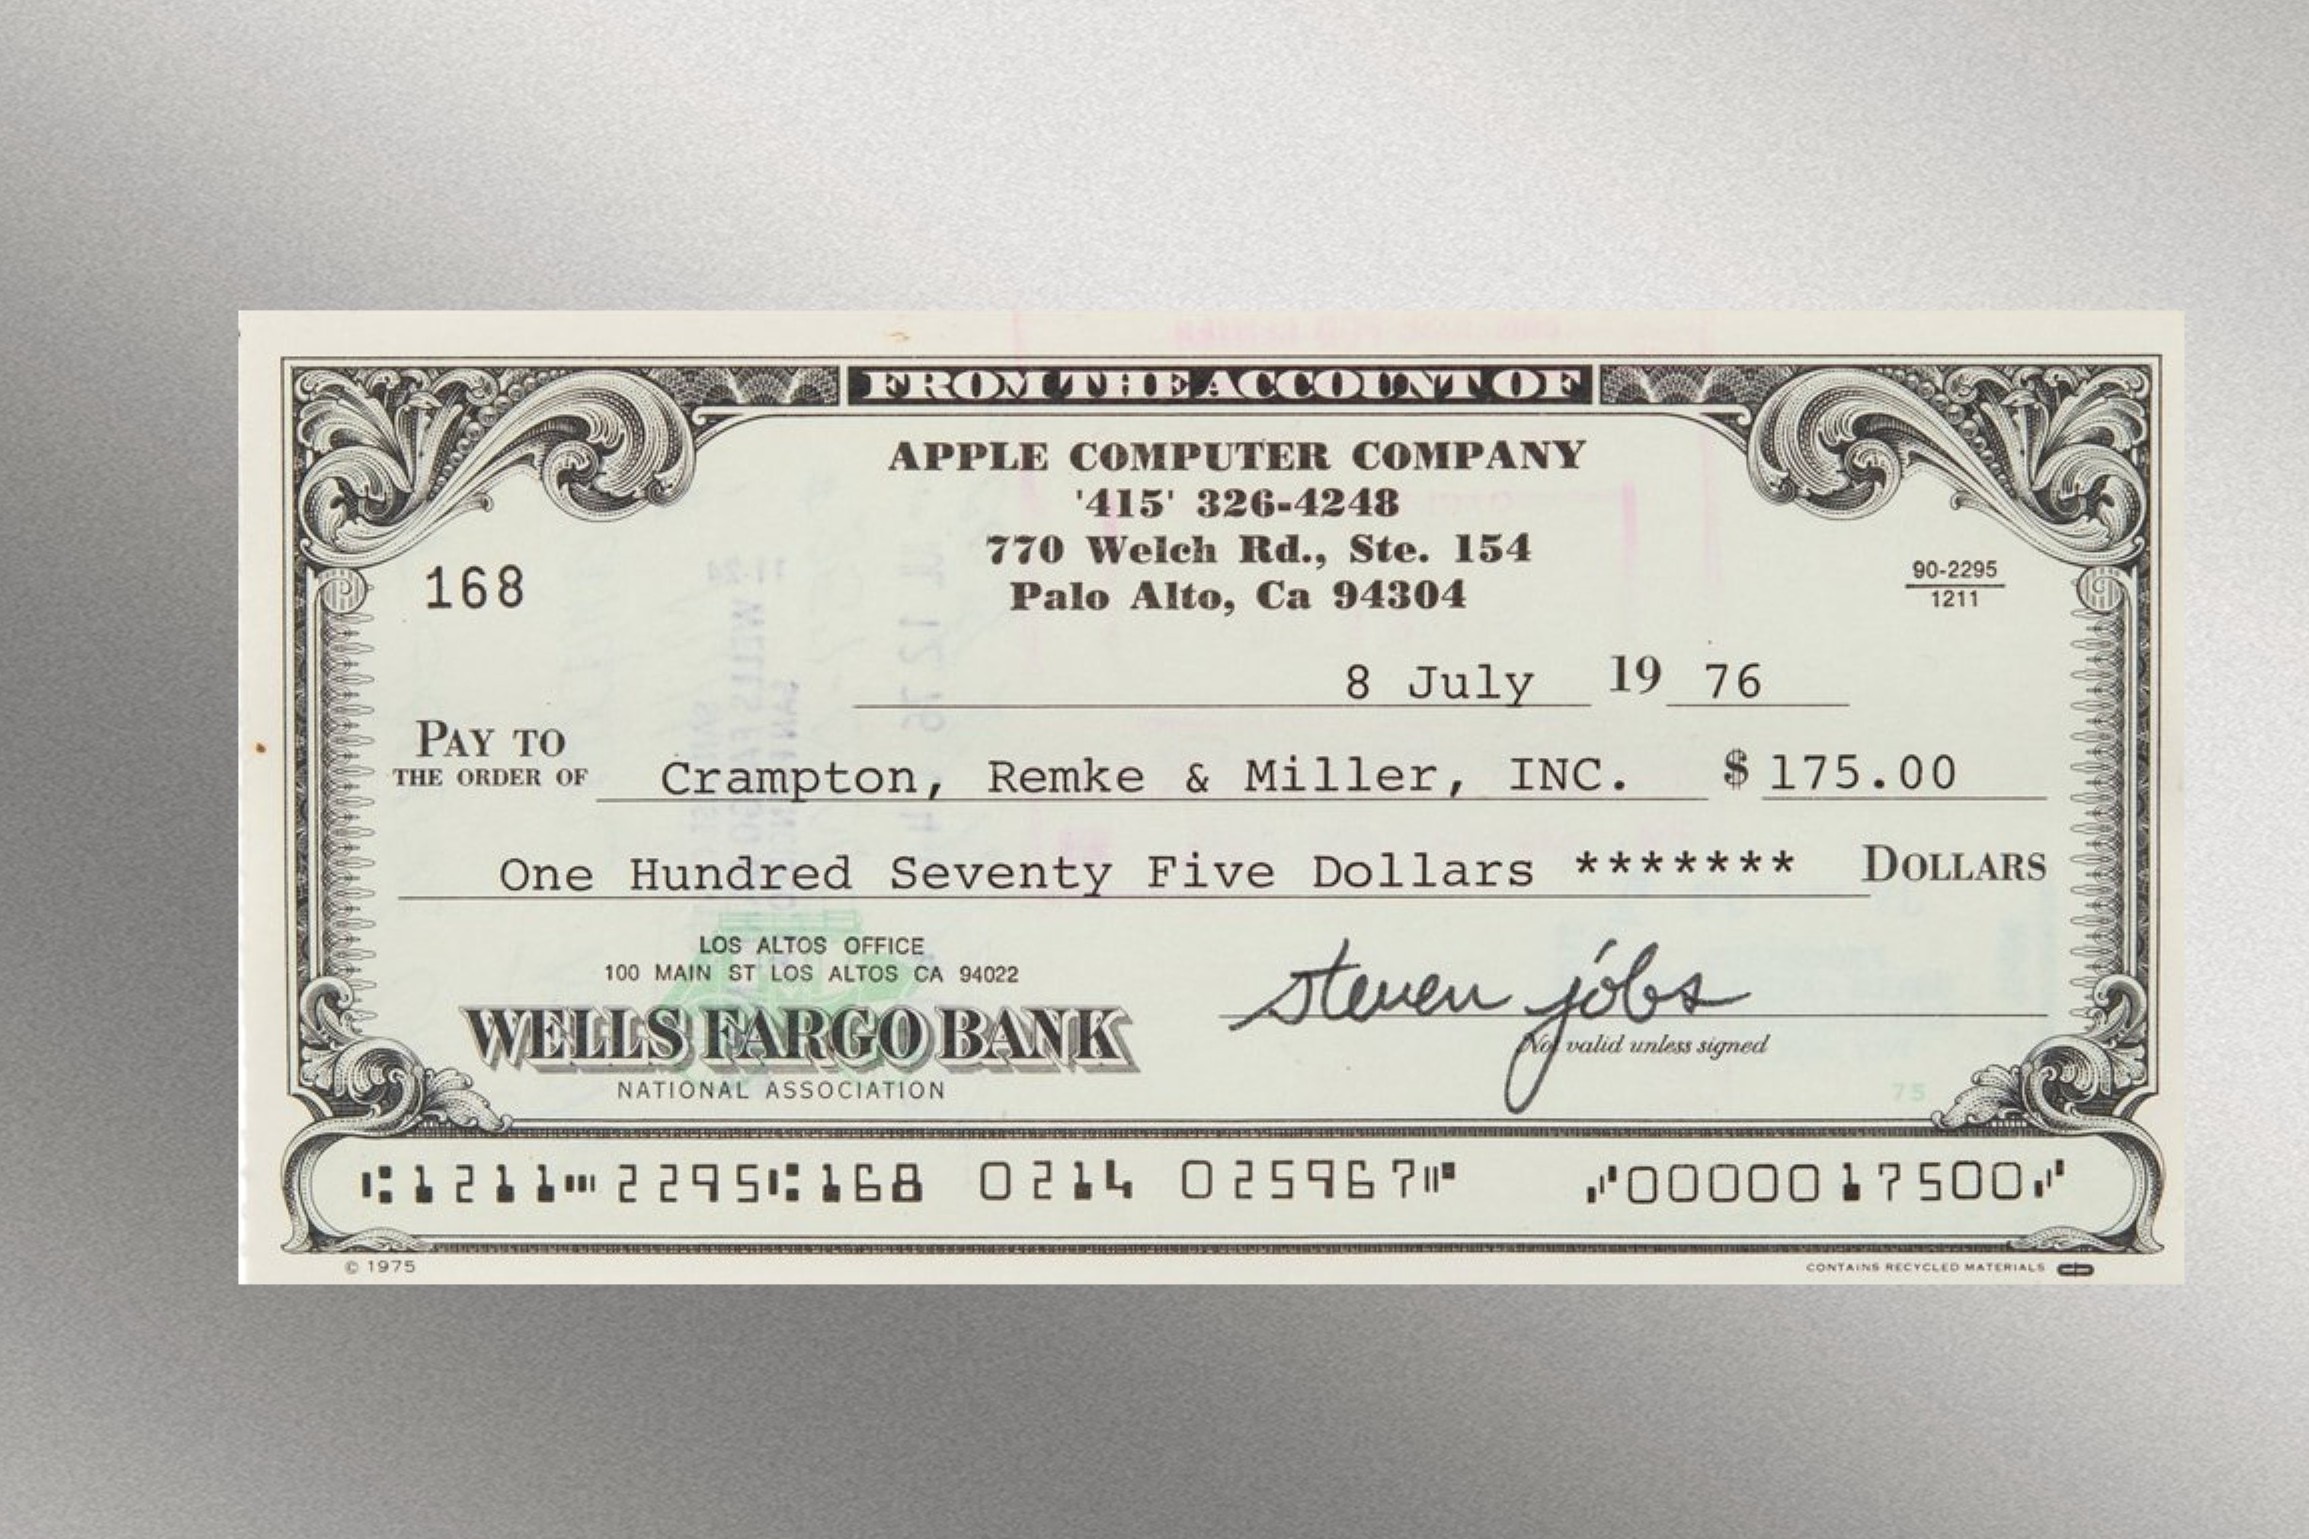 FROM THE ACCOUNT OF
APPLE COMPUTER COMPANY
'415' 326-4248
770 Welch Rd., Ste. 154
Palo Alto, Ca 94304
168
90-2295
1211
8 July 19 76
PAY TO
THE ORDER OF Crampton, Remke & Miller, INC. $ 175.00
One Hundred Seventy Five Dollars ******* DOLLARS
LOS ALTOS OFFICE
100 MAIN ST LOS ALTOS CA 94022
WELLS FARGO BANK
NATIONAL ASSOCIATION
steven jobs
Not valid unless signed
75
⑆1211⑉2295⑆168 0214 025967⑈ ⑇0000017500⑇
© 1975
CONTAINS RECYCLED MATERIALS